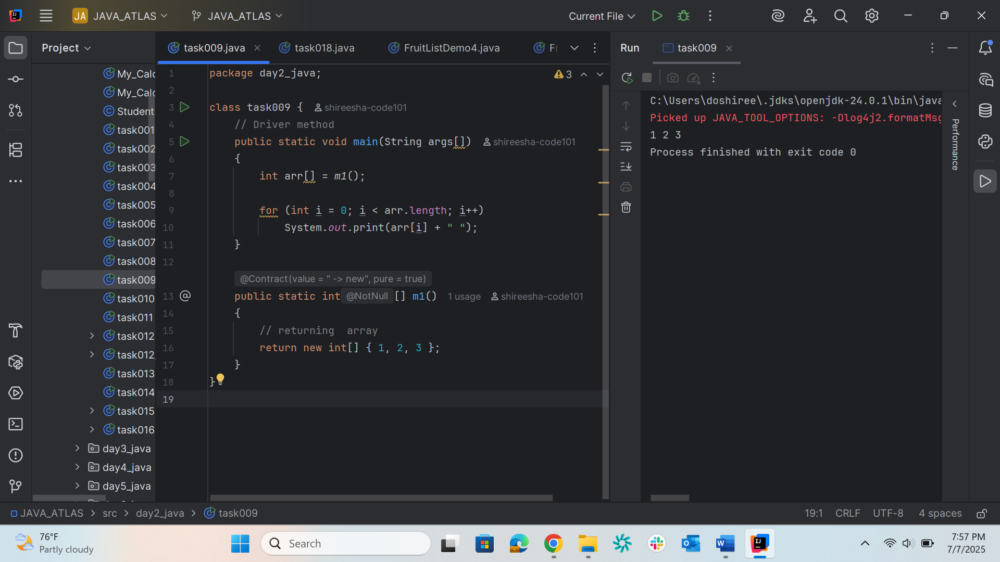 JA JAVA_ATLAS JAVA_ATLAS Current File
Project
My_Calc
My_Calc
Student
task001
task002
task003
task004
task005
task006
task007
task008
task009
task010
task011
task012
task012_
task013
task014
task015
task016
day3_java
day4_java
day5_java
task009.java task018.java FruitListDemo4.java Fr
3
1 package day2_java;
2
3 class task009 { shireesha-code101
4 // Driver method
5 public static void main(String args[]) shireesha-code101
6 {
7 int arr[] = m1();
8
9 for (int i = 0; i < arr.length; i++)
10 System.out.print(arr[i] + " ");
11 }
12
@Contract(value = " -> new", pure = true)
13 public static int @NotNull [] m1() 1 usage shireesha-code101
14 {
15 // returning  array
16 return new int[] { 1, 2, 3 };
17 }
18 }
19
Run task009
C:\Users\doshiree\.jdks\openjdk-24.0.1\bin\java
Picked up JAVA_TOOL_OPTIONS: -Dlog4j2.formatMsg
1 2 3
Process finished with exit code 0
Performance
JAVA_ATLAS > src > day2_java > task009
19:1 CRLF UTF-8 4 spaces
76°F
Partly cloudy
Search
7:57 PM
7/7/2025